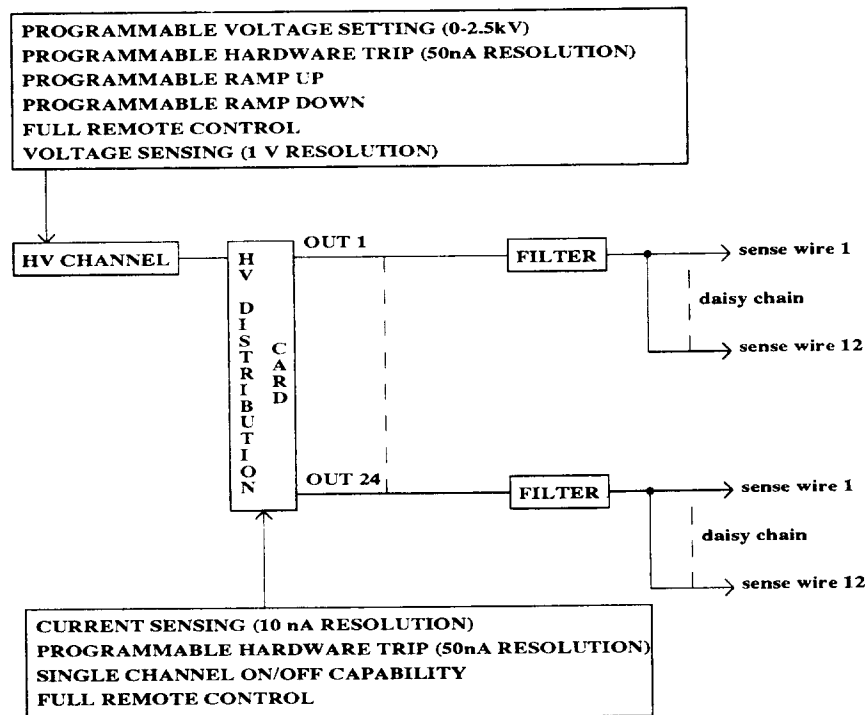 PROGRAMMABLE VOLTAGE SETTING (0-2.5kV)
PROGRAMMABLE HARDWARE TRIP (50nA RESOLUTION)
PROGRAMMABLE RAMP UP
PROGRAMMABLE RAMP DOWN
FULL REMOTE CONTROL
VOLTAGE SENSING (1 V RESOLUTION)
HV CHANNEL
HV DISTRIBUTION
CARD
OUT 1
FILTER
sense wire 1
daisy chain
sense wire 12
OUT 24
FILTER
sense wire 1
daisy chain
sense wire 12
CURRENT SENSING (10 nA RESOLUTION)
PROGRAMMABLE HARDWARE TRIP (50nA RESOLUTION)
SINGLE CHANNEL ON/OFF CAPABILITY
FULL REMOTE CONTROL